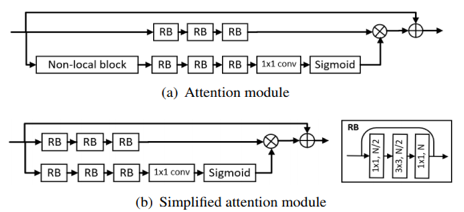 RB RB RB
Non-local block RB RB RB 1x1 conv Sigmoid
(a) Attention module
RB RB RB
RB RB RB 1x1 conv Sigmoid
(b) Simplified attention module
RB
1x1, N/2
3x3, N/2
1x1, N